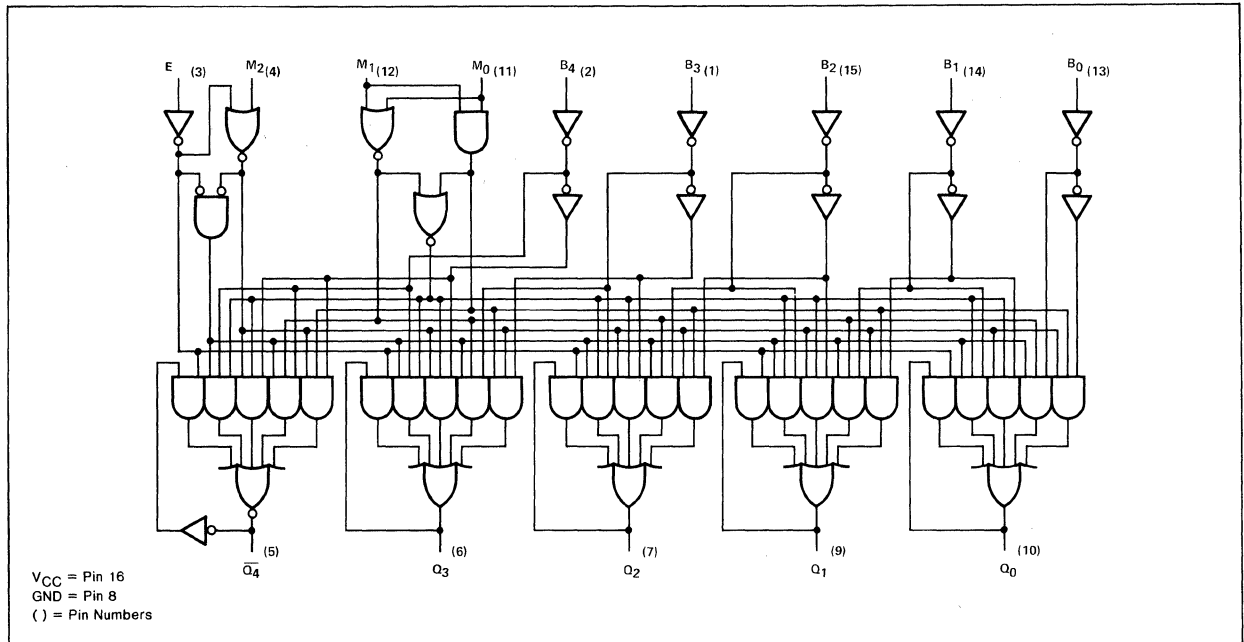 E (3) M2(4) M1(12) M0(11) B4 (2) B3 (1) B2 (15) B1 (14) B0 (13)
(5) (6) (7) (9) (10)
Q̅4̅ Q3 Q2 Q1 Q0
VCC = Pin 16
GND = Pin 8
( ) = Pin Numbers